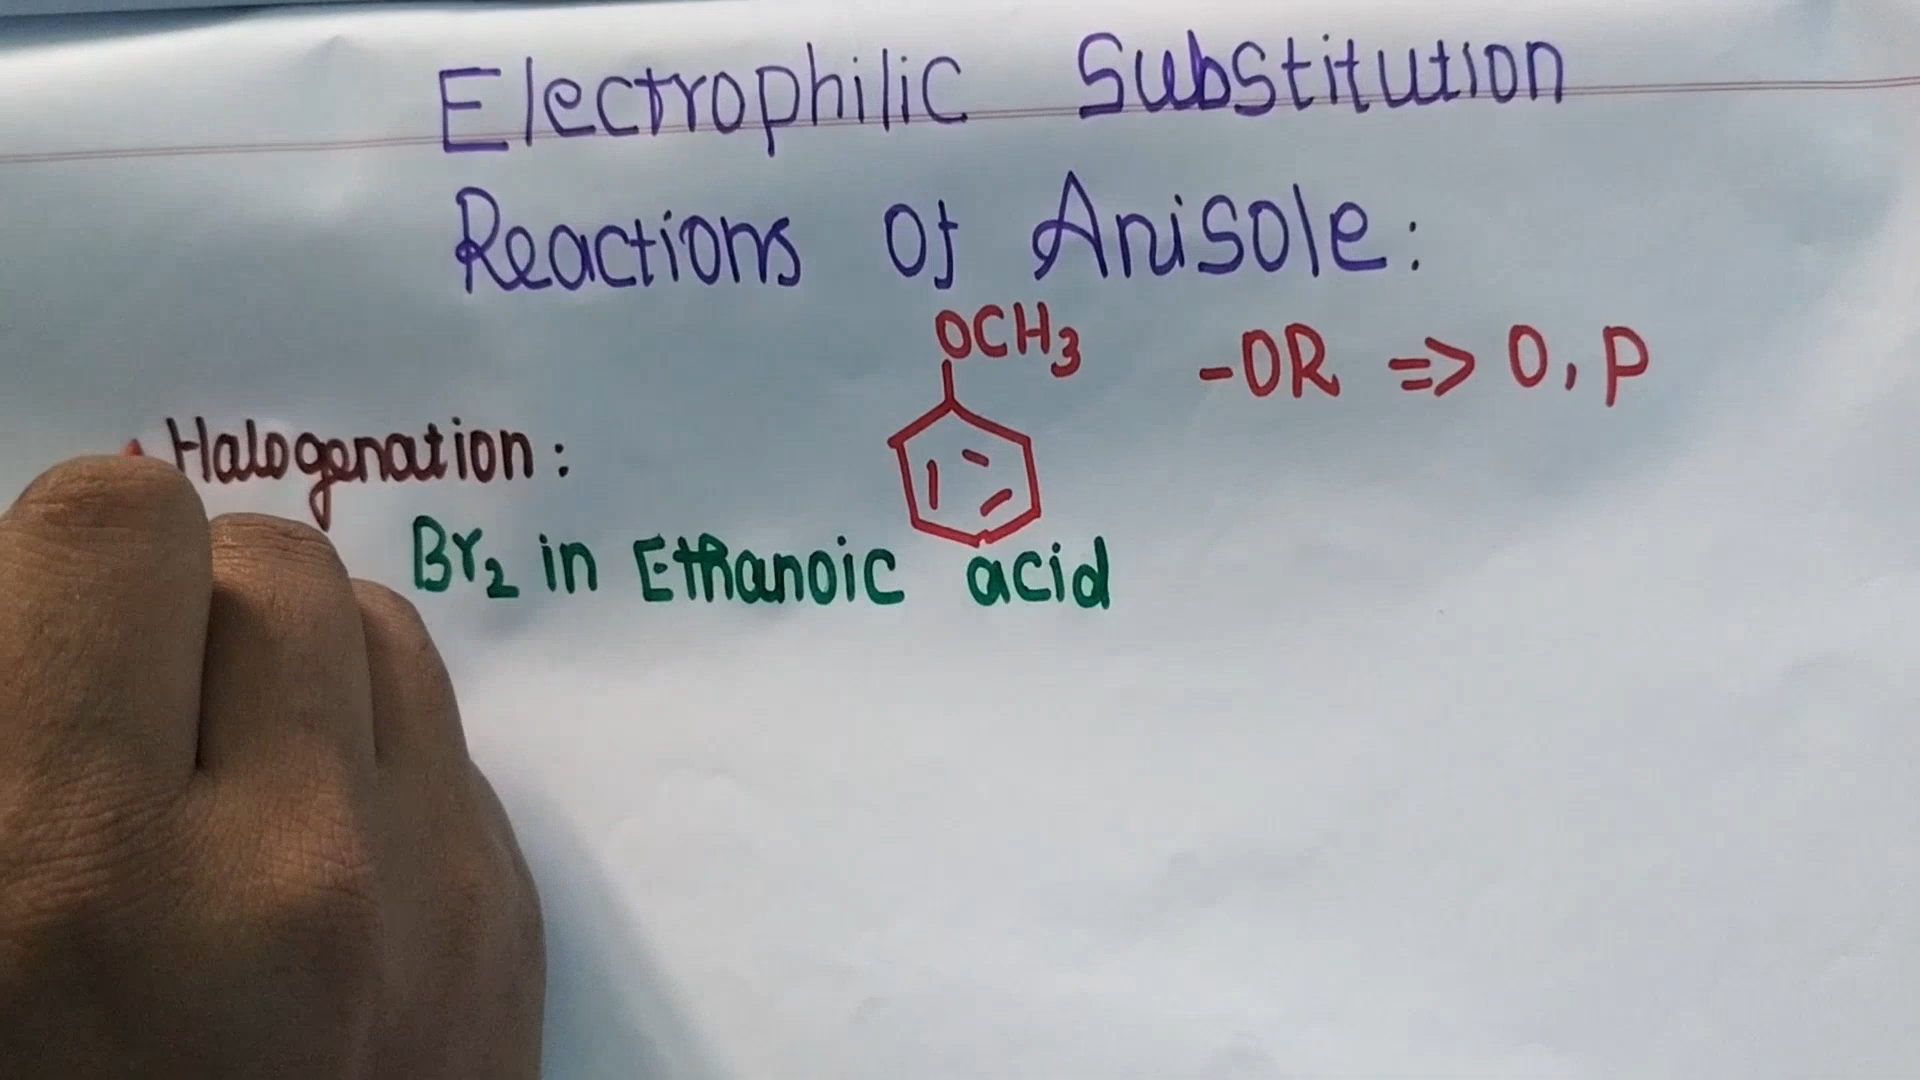 Electrophilic Substitution
Reactions Of Anisole:
OCH3
-OR => O, P
Halogenation:
Br2 in Ethanoic acid